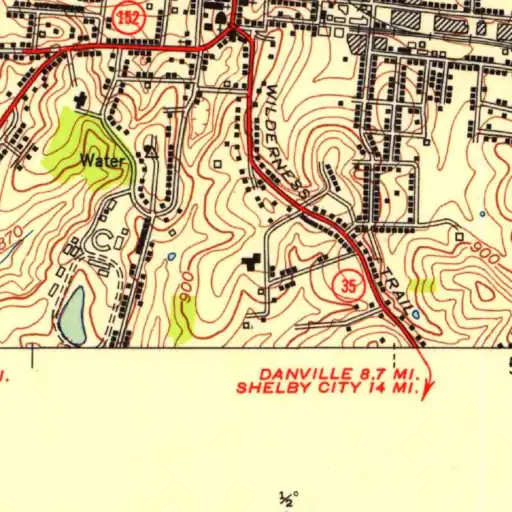 152
WILDERNESS
Water
870
900
900
TRAIL
35
DANVILLE 8.7 MI.
SHELBY CITY 14 MI.
½°